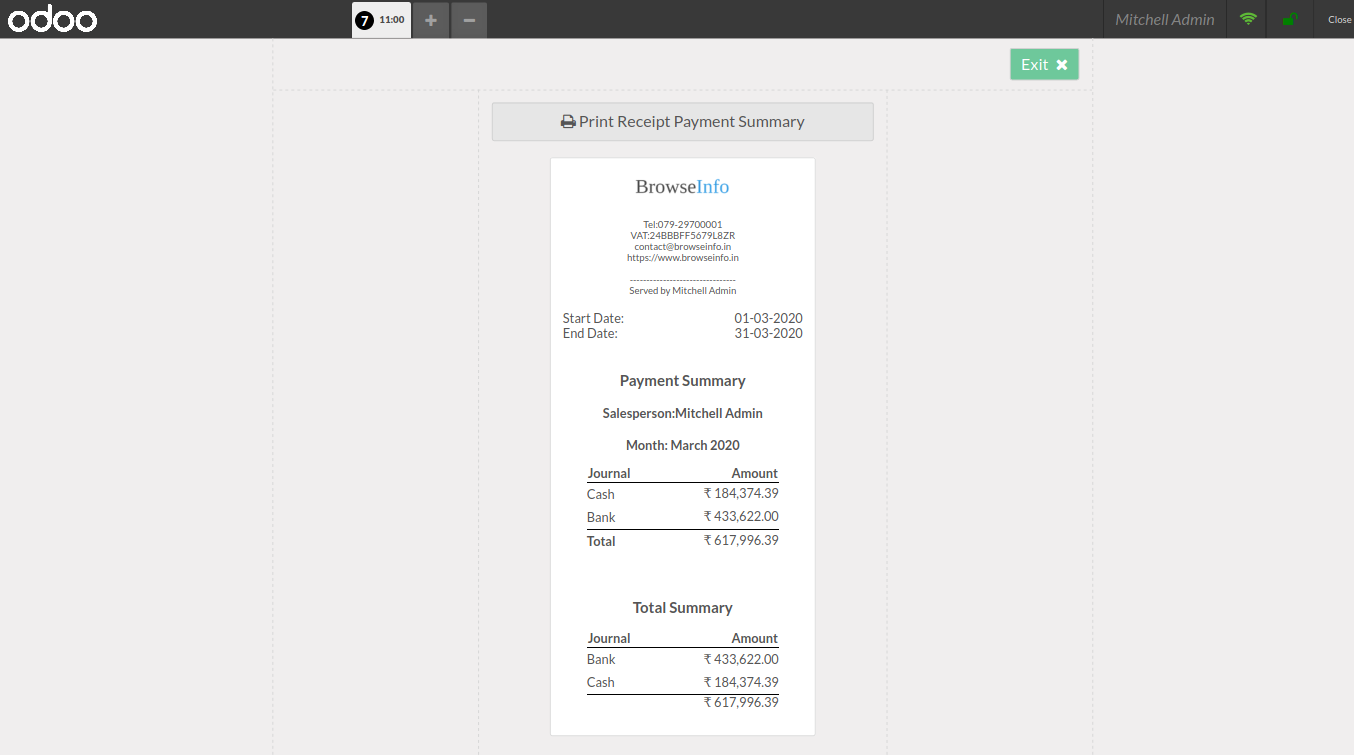 odoo
7 11:00
Mitchell Admin
Close
Exit
Print Receipt Payment Summary
BrowseInfo
Tel:079-29700001
VAT:24BBBFF5679L8ZR
contact@browseinfo.in
https://www.browseinfo.in
--------------------------------
Served by Mitchell Admin
Start Date: 01-03-2020
End Date: 31-03-2020
Payment Summary
Salesperson:Mitchell Admin
Month: March 2020
Journal Amount
Cash ₹ 184,374.39
Bank ₹ 433,622.00
Total ₹ 617,996.39
Total Summary
Journal Amount
Bank ₹ 433,622.00
Cash ₹ 184,374.39
₹ 617,996.39